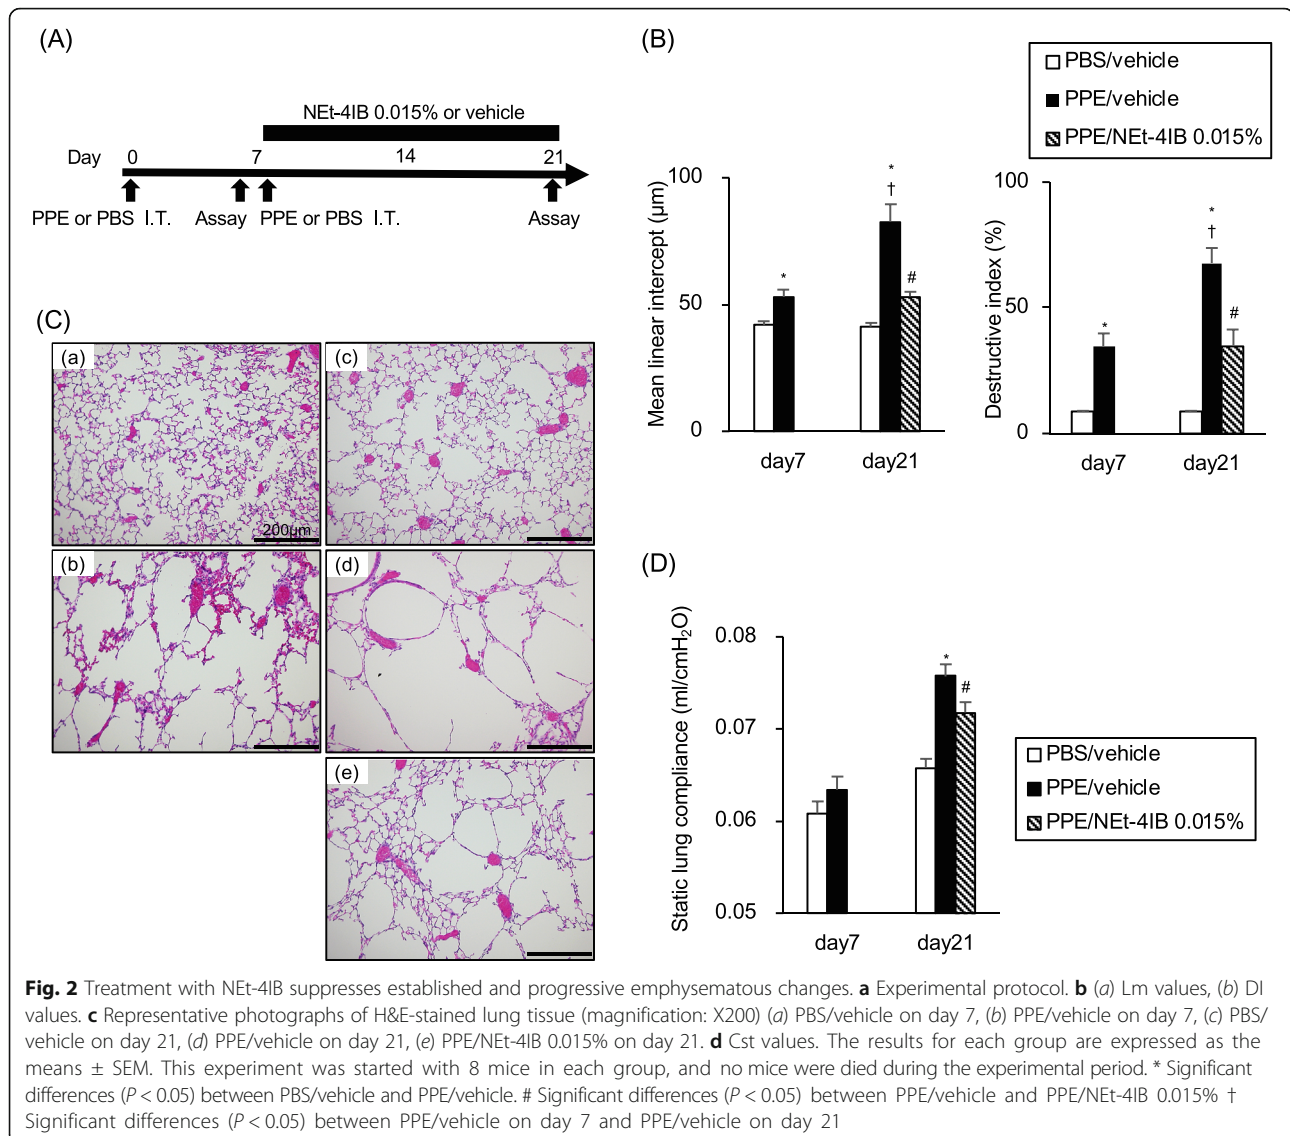 (A)
NEt-4IB 0.015% or vehicle
Day 0 7 14 21
PPE or PBS I.T. Assay PPE or PBS I.T. Assay
(B)
PBS/vehicle
PPE/vehicle
PPE/NEt-4IB 0.015%
Mean linear intercept (µm)
100
50
0
*
*
†
#
day7 day21
Destructive index (%)
100
50
0
*
*
†
#
day7 day21
(C)
(a)
200µm
(c)
(b)
(d)
(e)
(D)
Static lung compliance (ml/cmH₂O)
0.08
0.07
0.06
0.05
*
#
day7 day21
PBS/vehicle
PPE/vehicle
PPE/NEt-4IB 0.015%
Fig. 2 Treatment with NEt-4IB suppresses established and progressive emphysematous changes. a Experimental protocol. b (a) Lm values, (b) DI
values. c Representative photographs of H&E-stained lung tissue (magnification: X200) (a) PBS/vehicle on day 7, (b) PPE/vehicle on day 7, (c) PBS/
vehicle on day 21, (d) PPE/vehicle on day 21, (e) PPE/NEt-4IB 0.015% on day 21. d Cst values. The results for each group are expressed as the
means ± SEM. This experiment was started with 8 mice in each group, and no mice were died during the experimental period. * Significant
differences (P < 0.05) between PBS/vehicle and PPE/vehicle. # Significant differences (P < 0.05) between PPE/vehicle and PPE/NEt-4IB 0.015% †
Significant differences (P < 0.05) between PPE/vehicle on day 7 and PPE/vehicle on day 21